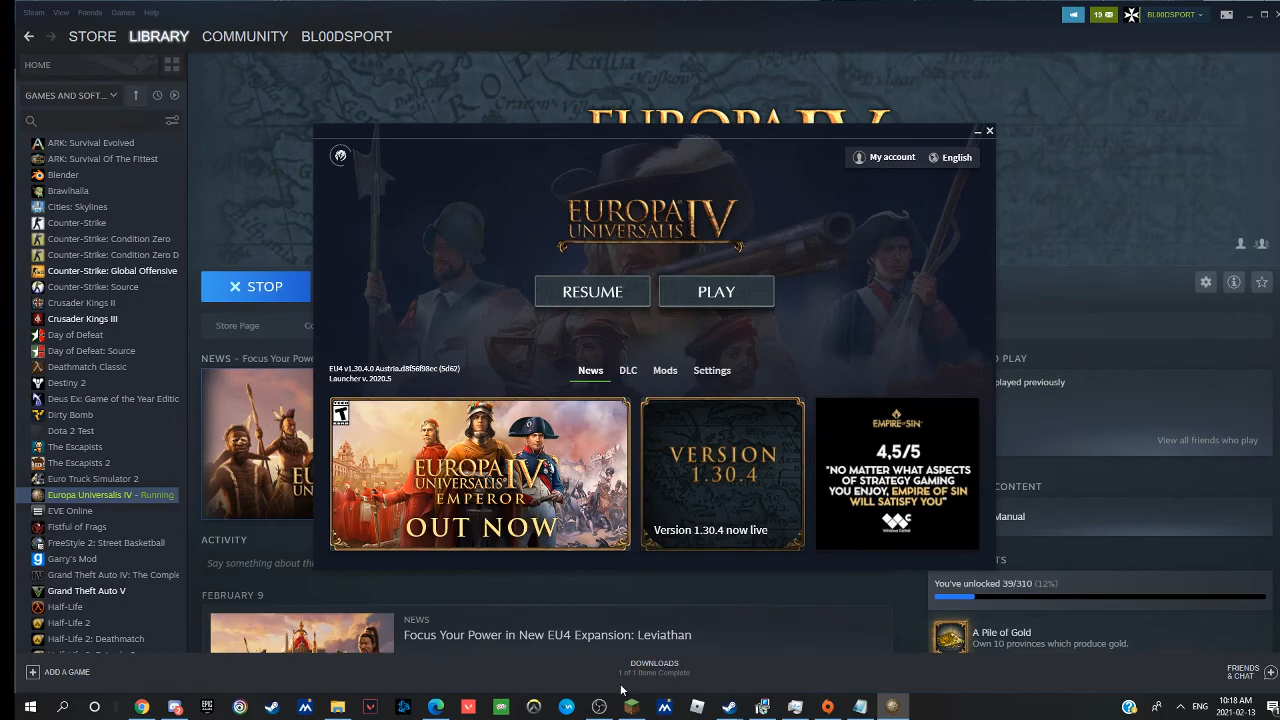 Steam View Friends Games Help
19
BL00DSPORT
STORE LIBRARY COMMUNITY BL00DSPORT
HOME
GAMES AND SOFT...
ARK: Survival Evolved
ARK: Survival Of The Fittest
Blender
Brawlhalla
Cities: Skylines
Counter-Strike
Counter-Strike: Condition Zero
Counter-Strike: Condition Zero D
Counter-Strike: Global Offensive
Counter-Strike: Source
Crusader Kings II
Crusader Kings III
Day of Defeat
Day of Defeat: Source
Deathmatch Classic
Destiny 2
Deus Ex: Game of the Year Editic
Dirty Bomb
Dota 2 Test
The Escapists
The Escapists 2
Euro Truck Simulator 2
Europa Universalis IV - Running
EVE Online
Fistful of Frags
FreeStyle 2: Street Basketball
Garry's Mod
Grand Theft Auto IV: The Comple
Grand Theft Auto V
Half-Life
Half-Life 2
Half-Life 2: Deathmatch
ADD A GAME
EUROPA IV
STOP
Store Page Co
NEWS - Focus Your Powe
My account English
EUROPA
UNIVERSALIS IV
RESUME PLAY
EU4 v1.30.4.0 Austria.d8f56f98ec (5d62)
Launcher v. 2020.5
News DLC Mods Settings
T
EUROPA
UNIVERSALIS IV
EMPEROR
OUT NOW
VERSION
1.30.4
Version 1.30.4 now live
EMPIRE OF SIN
4,5/5
"NO MATTER WHAT ASPECTS
OF STRATEGY GAMING
YOU ENJOY, EMPIRE OF SIN
WILL SATISFY YOU"
Windows Central
O PLAY
played previously
View all friends who play
CONTENT
Manual
ACTIVITY
Say something about thi
FEBRUARY 9
NEWS
Focus Your Power in New EU4 Expansion: Leviathan
TS
You've unlocked 39/310 (12%)
A Pile of Gold
Own 10 provinces which produce gold.
DOWNLOADS
1 of 1 Items Complete
FRIENDS
& CHAT
EPIC
ENG
10:18 AM
2021-02-13